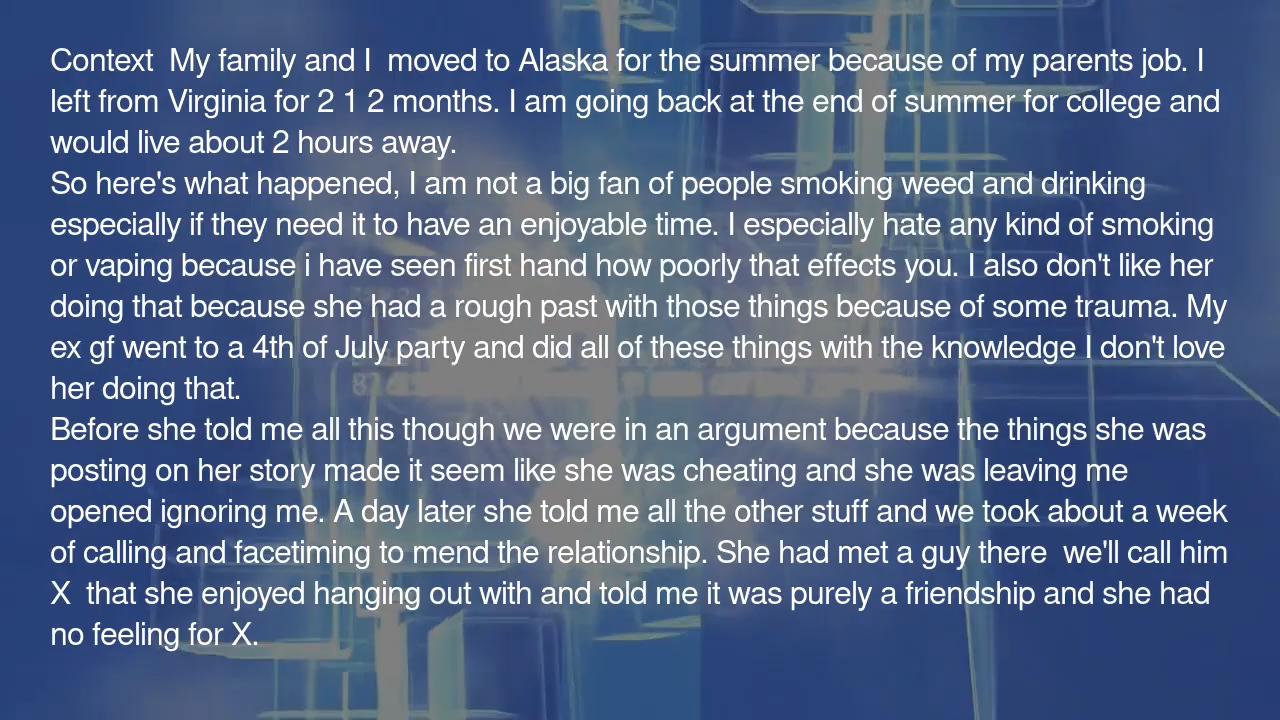 Context  My family and I  moved to Alaska for the summer because of my parents job. I
left from Virginia for 2 1 2 months. I am going back at the end of summer for college and
would live about 2 hours away.
So here's what happened, I am not a big fan of people smoking weed and drinking
especially if they need it to have an enjoyable time. I especially hate any kind of smoking
or vaping because i have seen first hand how poorly that effects you. I also don't like her
doing that because she had a rough past with those things because of some trauma. My
ex gf went to a 4th of July party and did all of these things with the knowledge I don't love
her doing that.
Before she told me all this though we were in an argument because the things she was
posting on her story made it seem like she was cheating and she was leaving me
opened ignoring me. A day later she told me all the other stuff and we took about a week
of calling and facetiming to mend the relationship. She had met a guy there  we'll call him
X  that she enjoyed hanging out with and told me it was purely a friendship and she had
no feeling for X.